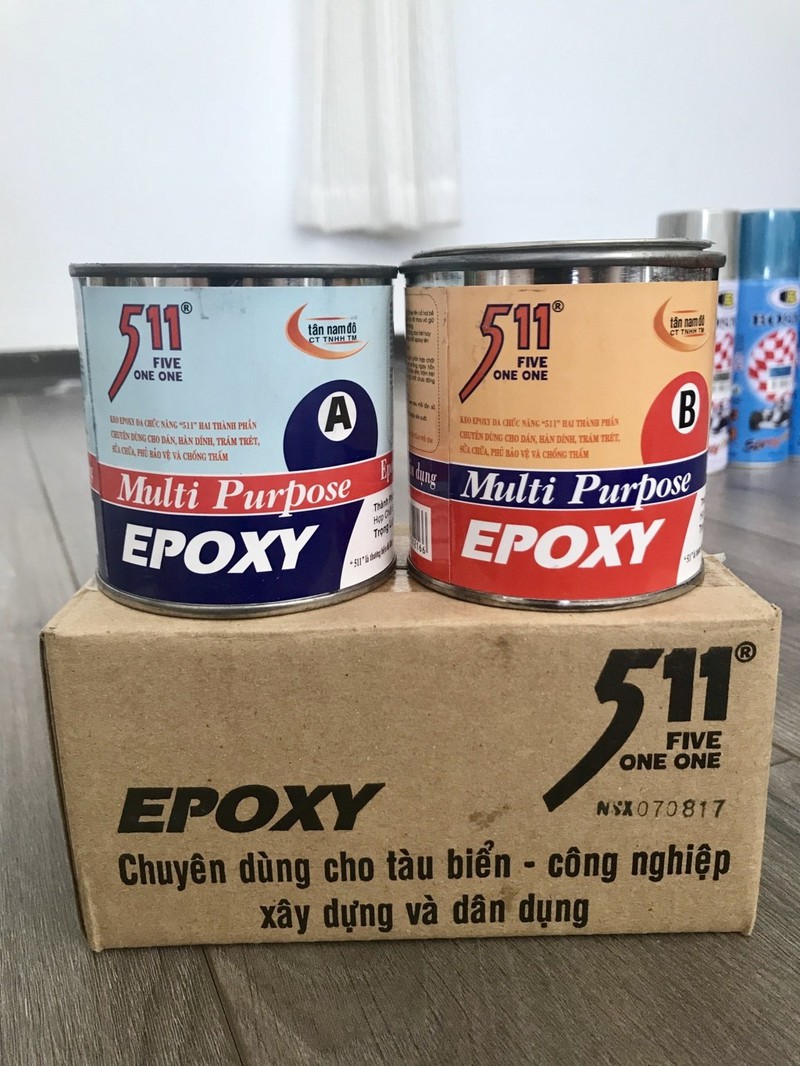 511®
FIVE
ONE ONE
tân nam đô
CT TNHH TM
A
KEO EPOXY ĐA CHỨC NĂNG "511" HAI THÀNH PHẦN
CHUYÊN DÙNG CHO DÁN, HÀN DÍNH, TRÁM TRÉT,
SỬA CHỮA, PHỦ BẢO VỆ VÀ CHỐNG THẤM
Multi Purpose
EPOXY
511®
FIVE
ONE ONE
tân nam đô
CT TNHH TM
B
KEO EPOXY ĐA CHỨC NĂNG "511" HAI THÀNH PHẦN
CHUYÊN DÙNG CHO DÁN, HÀN DÍNH, TRÁM TRÉT,
SỬA CHỮA, PHỦ BẢO VỆ VÀ CHỐNG THẤM
dụng
Multi Purpose
EPOXY
511®
FIVE
ONE ONE
NSX070817
EPOXY
Chuyên dùng cho tàu biển - công nghiệp
xây dựng và dân dụng